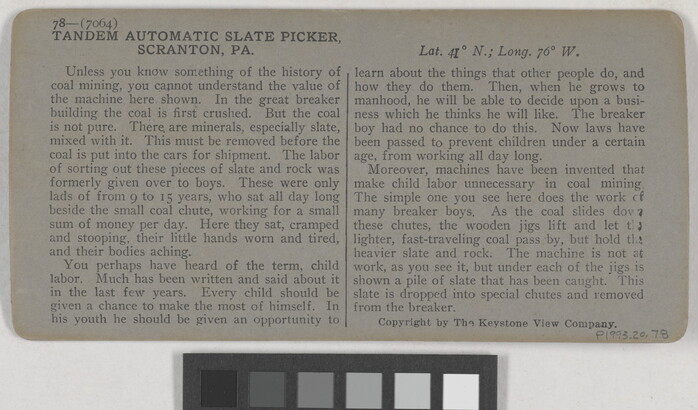 78—(7064)
TANDEM AUTOMATIC SLATE PICKER,
SCRANTON, PA.
Lat. 41° N.; Long. 76° W.
Unless you know something of the history of
coal mining, you cannot understand the value of
the machine here shown. In the great breaker
building the coal is first crushed. But the coal
is not pure. There are minerals, especially slate,
mixed with it. This must be removed before the
coal is put into the cars for shipment. The labor
of sorting out these pieces of slate and rock was
formerly given over to boys. These were only
lads of from 9 to 15 years, who sat all day long
beside the small coal chute, working for a small
sum of money per day. Here they sat, cramped
and stooping, their little hands worn and tired,
and their bodies aching.
You perhaps have heard of the term, child
labor. Much has been written and said about it
in the last few years. Every child should be
given a chance to make the most of himself. In
his youth he should be given an opportunity to
learn about the things that other people do, and
how they do them. Then, when he grows to
manhood, he will be able to decide upon a busi-
ness which he thinks he will like. The breaker
boy had no chance to do this. Now laws have
been passed to prevent children under a certain
age, from working all day long.
Moreover, machines have been invented that
make child labor unnecessary in coal mining.
The simple one you see here does the work of
many breaker boys. As the coal slides down
these chutes, the wooden jigs lift and let the
lighter, fast-traveling coal pass by, but hold the
heavier slate and rock. The machine is not at
work, as you see it, but under each of the jigs is
shown a pile of slate that has been caught. This
slate is dropped into special chutes and removed
from the breaker.
Copyright by The Keystone View Company.
P1993.20.78